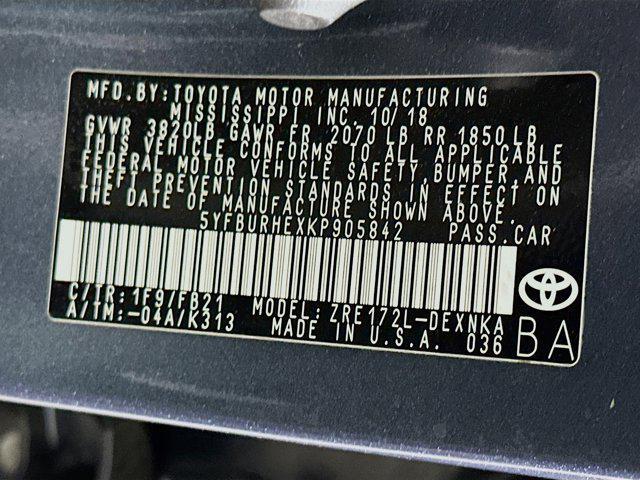 MFD.BY:TOYOTA MOTOR MANUFACTURING
MISSISSIPPI INC. 10/18
GVWR 3820LB GAWR FR 2070 LB RR 1850 LB
THIS VEHICLE CONFORMS TO ALL APPLICABLE
FEDERAL MOTOR VEHICLE SAFETY, BUMPER, AND
THEFT PREVENTION STANDARDS IN EFFECT ON
THE DATE OF MANUFACTURE SHOWN ABOVE.
5YFBURHEXKP905842 PASS.CAR
C/TR:1F9/FB21 MODEL: ZRE172L-DEXNKA
A/TM:-04A/K313 MADE IN U.S.A. 036
BA